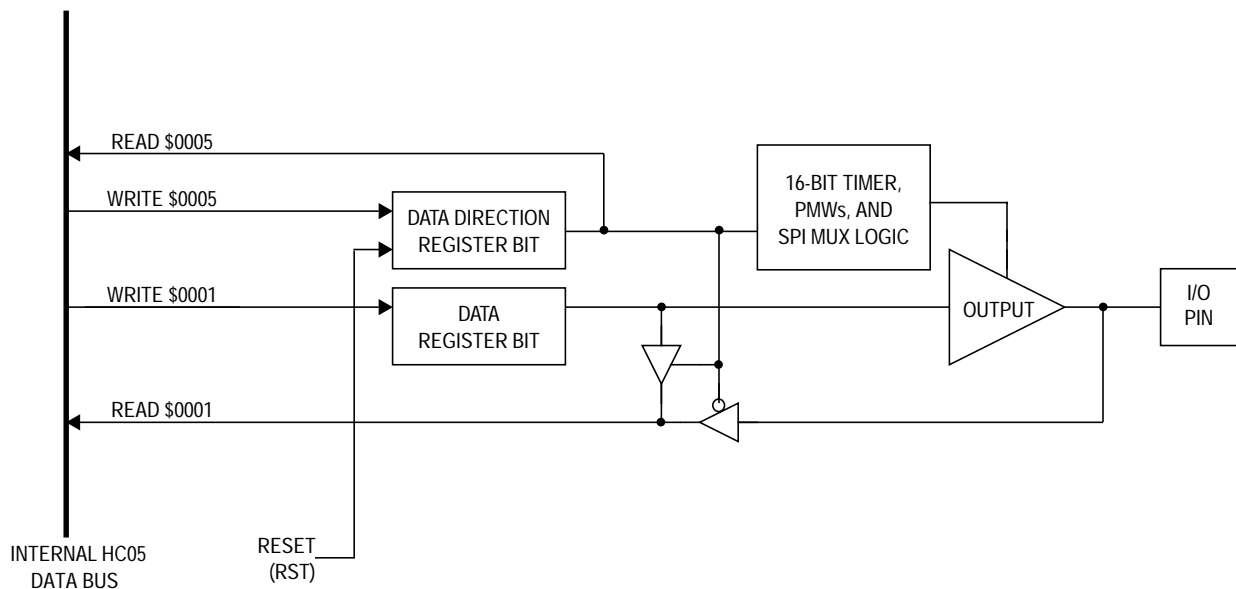 READ $0005
WRITE $0005
DATA DIRECTION
REGISTER BIT
16-BIT TIMER,
PMWs, AND
SPI MUX LOGIC
WRITE $0001
DATA
REGISTER BIT
OUTPUT
I/O
PIN
READ $0001
RESET
(RST)
INTERNAL HC05
DATA BUS